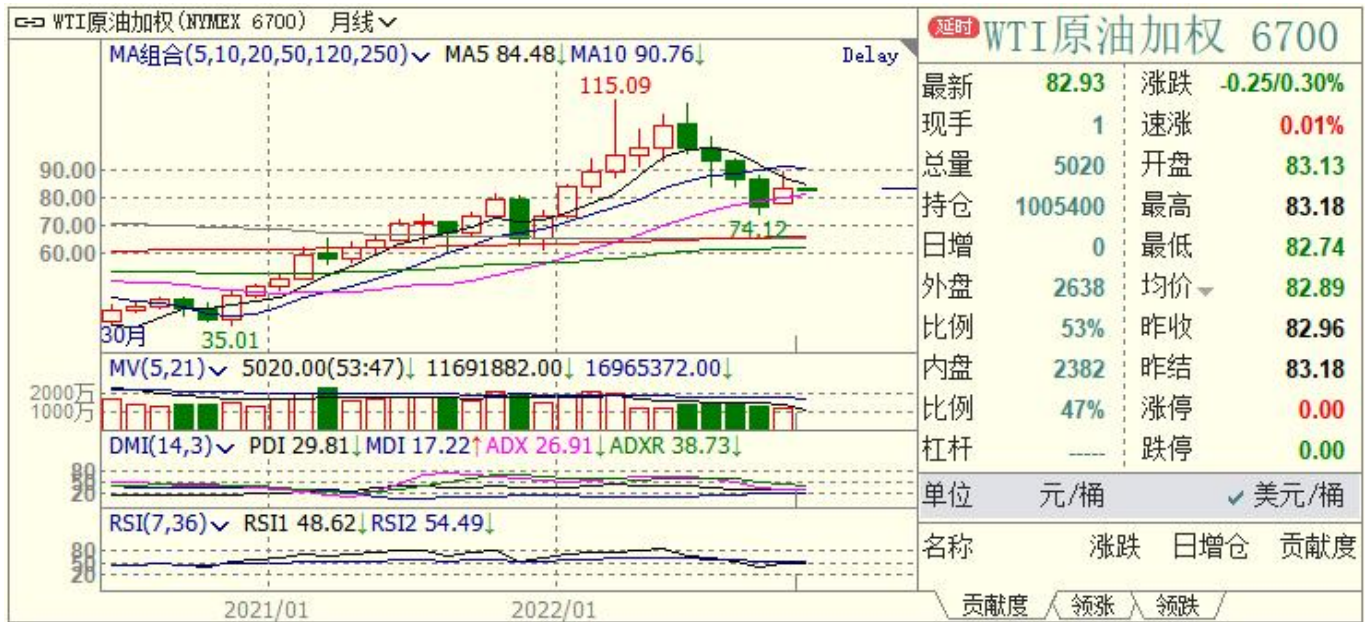 WTI原油加权(NYMEX 6700) 月线
MA组合(5,10,20,50,120,250) MA5 84.48↓ MA10 90.76↓ Delay
115.09
90.00
80.00
70.00
60.00
74.12
30月
35.01
MV(5,21) 5020.00(53:47)↓ 11691882.00↓ 16965372.00↓
2000万
1000万
DMI(14,3) PDI 29.81↓ MDI 17.22↑ ADX 26.91↓ ADXR 38.73↓
80
20
RSI(7,36) RSI1 48.62↓ RSI2 54.49↓
80
20
2021/01 2022/01
延时 WTI原油加权 6700
最新 82.93 涨跌 -0.25/0.30%
现手 1 速涨 0.01%
总量 5020 开盘 83.13
持仓 1005400 最高 83.18
日增 0 最低 82.74
外盘 2638 均价 82.89
比例 53% 昨收 82.96
内盘 2382 昨结 83.18
比例 47% 涨停 0.00
杠杆 ----- 跌停 0.00
单位 元/桶 ✓ 美元/桶
名称 涨跌 日增仓 贡献度
贡献度 领涨 领跌